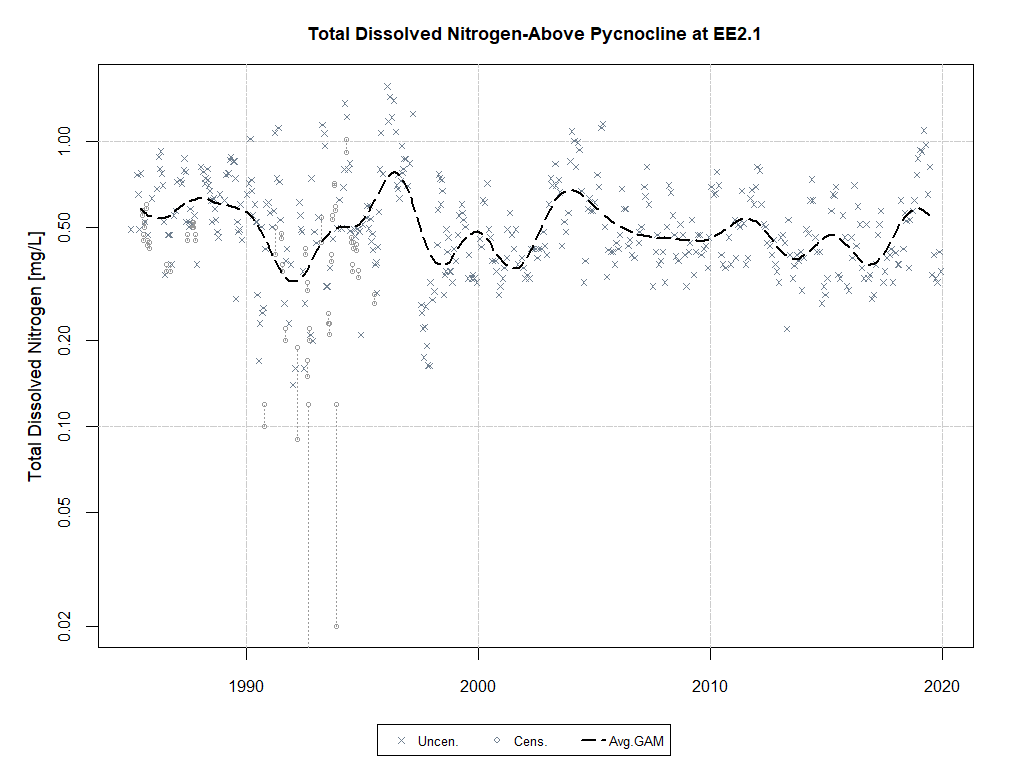 Total Dissolved Nitrogen-Above Pycnocline at EE2.1
Total Dissolved Nitrogen [mg/L]
1.00
0.50
0.20
0.10
0.05
0.02
1990
2000
2010
2020
Uncen.
Cens.
Avg.GAM